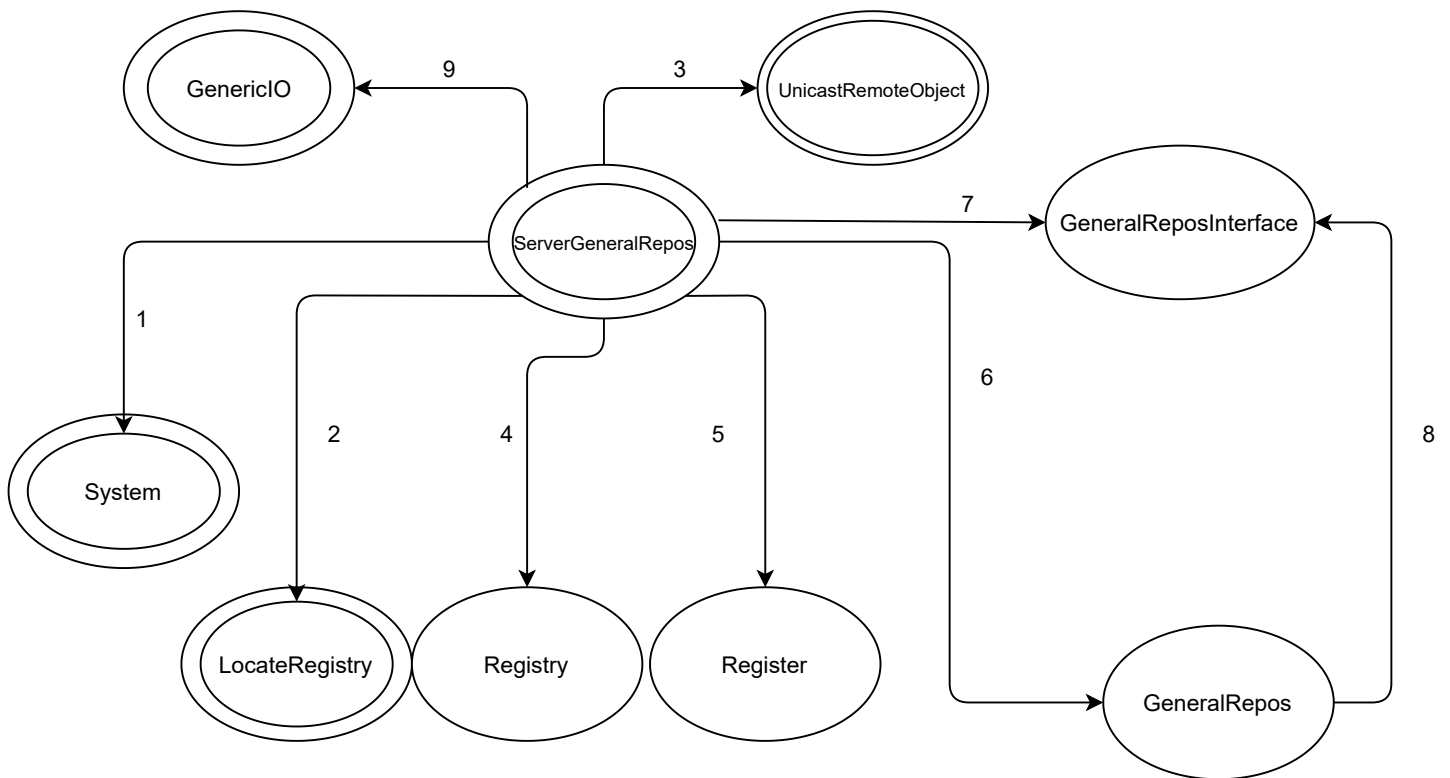 9
3
GenericIO
UnicastRemoteObject
7
GeneralReposInterface
ServerGeneralRepos
1
6
2
4
5
8
System
LocateRegistry
Registry
Register
GeneralRepos